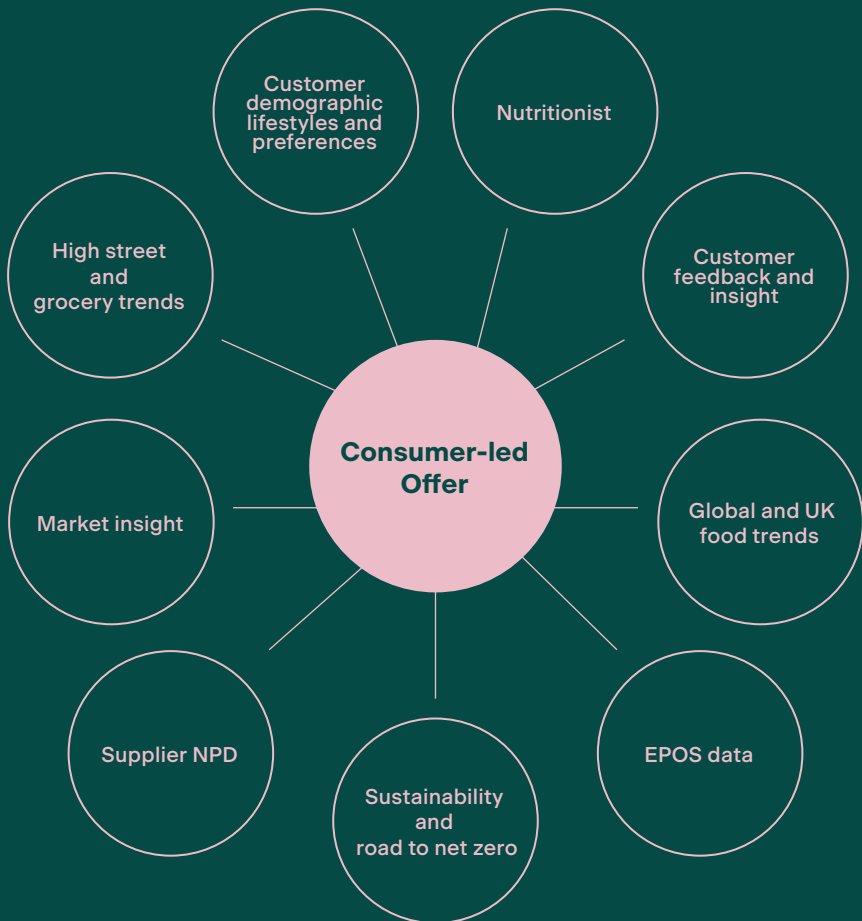 Customer
demographic
lifestyles and
preferences
Nutritionist
High street
and
grocery trends
Customer
feedback and
insight
Consumer-led
Offer
Market insight
Global and UK
food trends
Supplier NPD
EPOS data
Sustainability
and
road to net zero